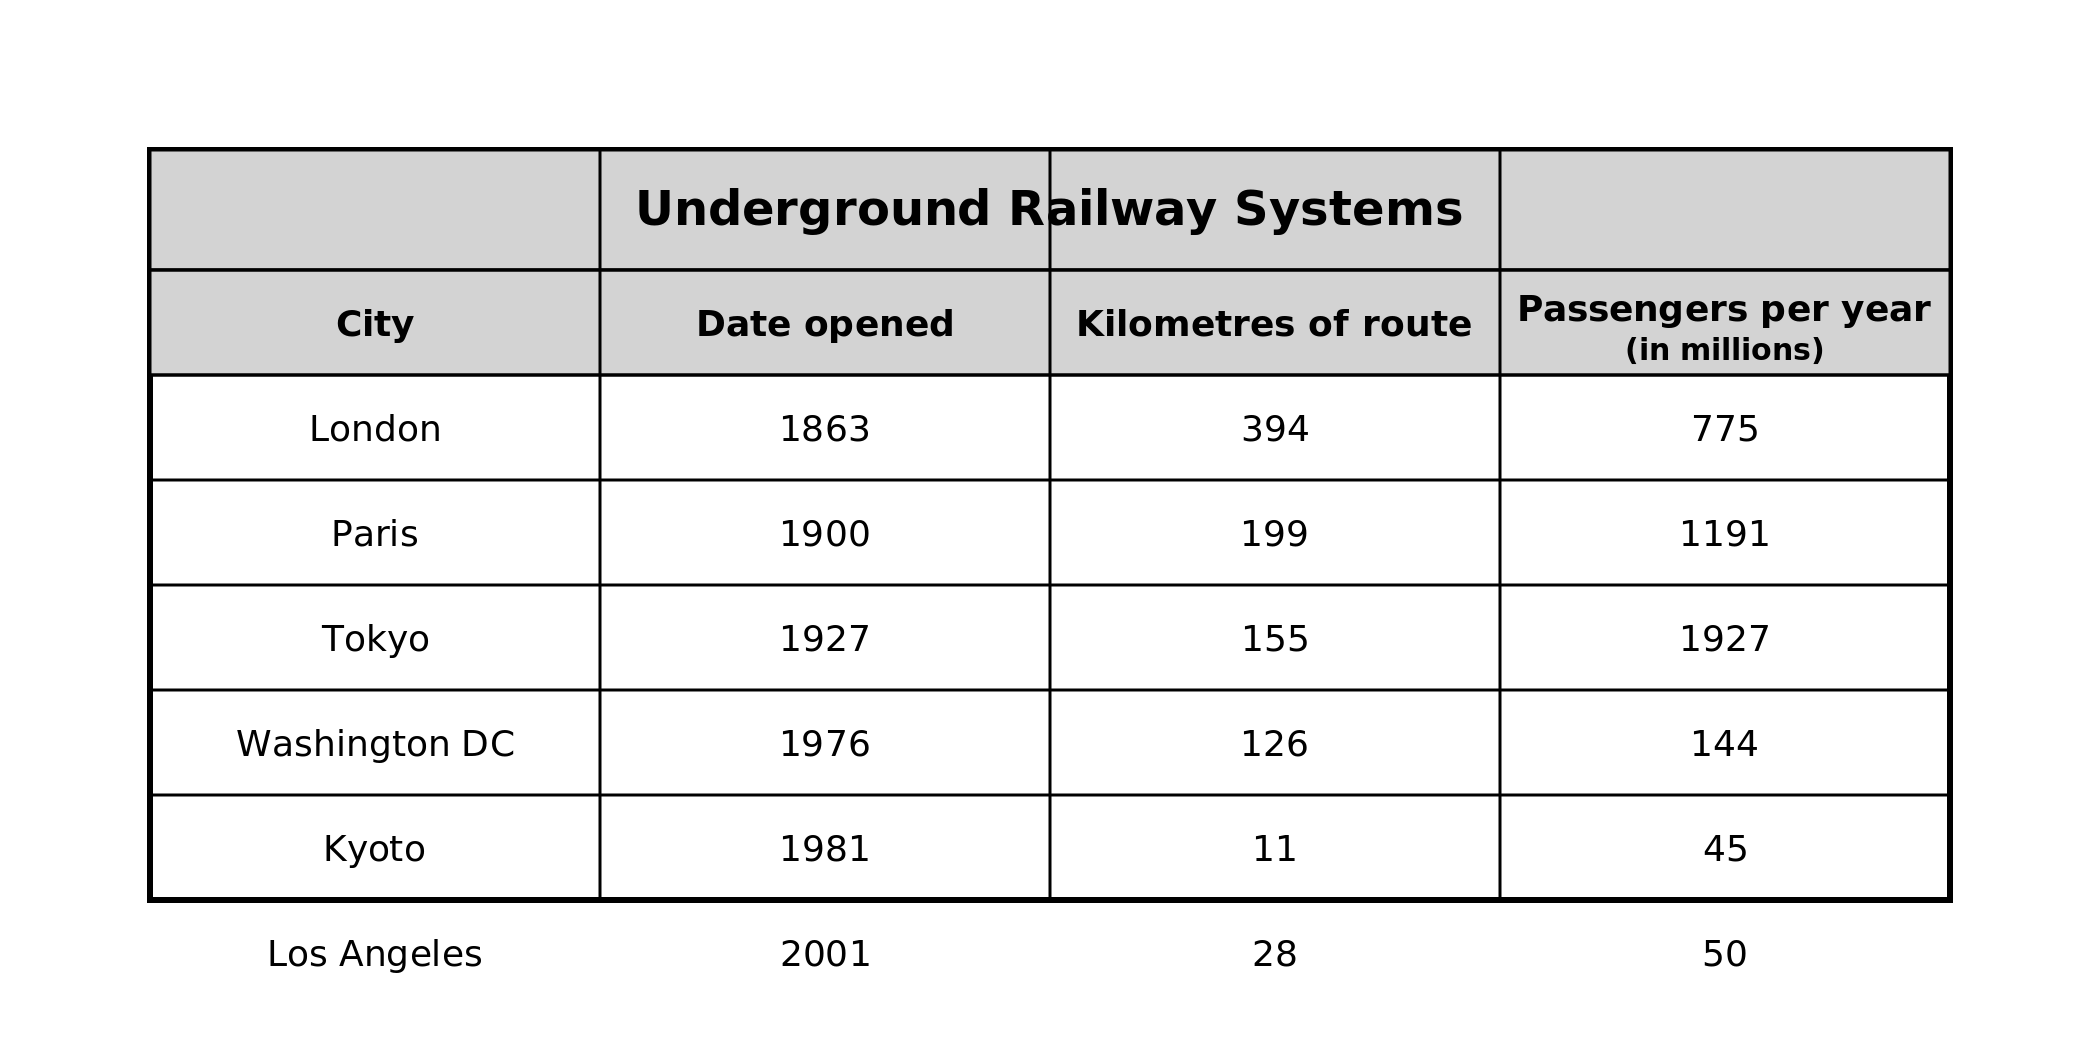 Underground Railway Systems
City Date opened Kilometres of route Passengers per year
(in millions)
London 1863 394 775
Paris 1900 199 1191
Tokyo 1927 155 1927
Washington DC 1976 126 144
Kyoto 1981 11 45
Los Angeles 2001 28 50